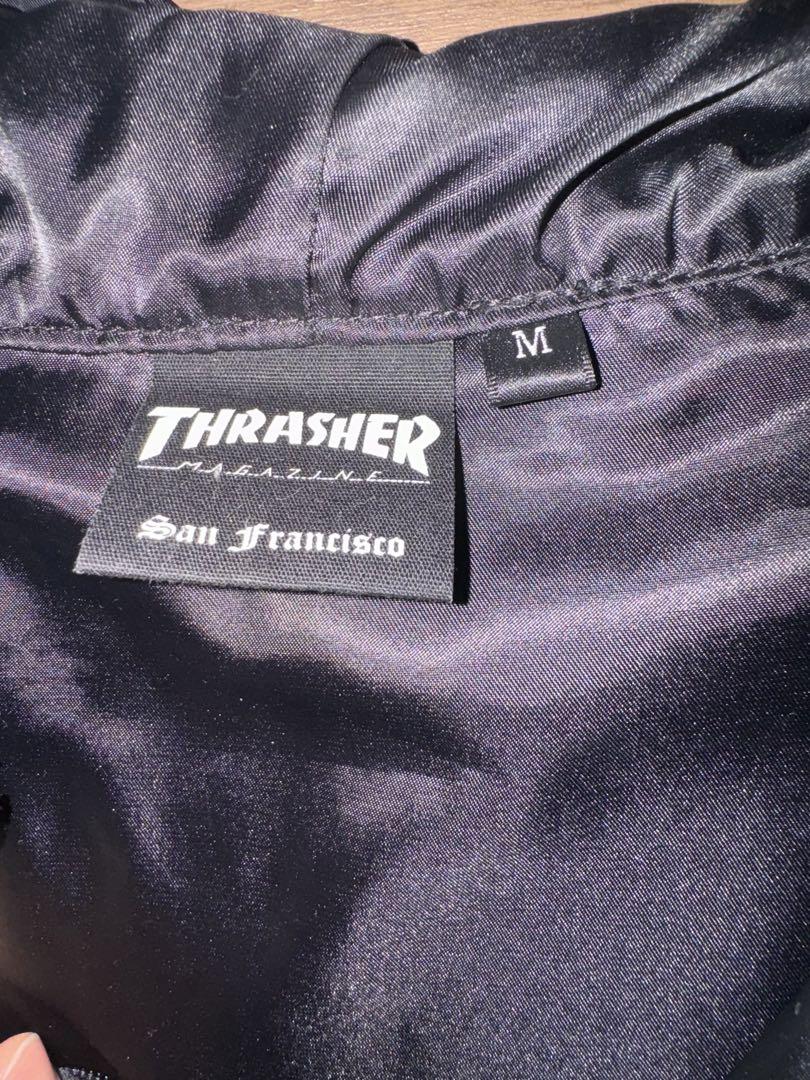 M
THRASHER
MAGAZINE
San Francisco